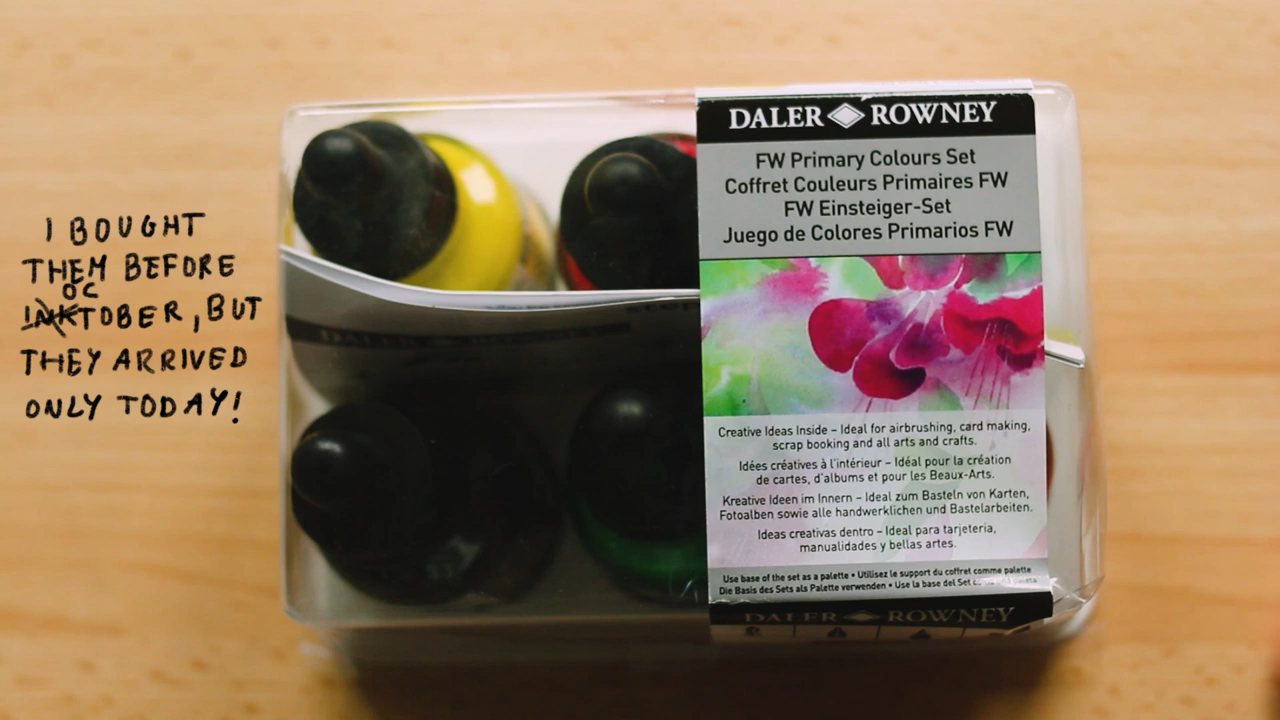 I BOUGHT
THEM BEFORE
OC
INKTOBER, BUT
THEY ARRIVED
ONLY TODAY!
DALER ROWNEY
FW Primary Colours Set
Coffret Couleurs Primaires FW
FW Einsteiger-Set
Juego de Colores Primarios FW
Creative Ideas Inside – Ideal for airbrushing, card making,
scrap booking and all arts and crafts.
Idées créatives à l'intérieur – Idéal pour la création
de cartes, d'albums et pour les Beaux-Arts.
Kreative Ideen im Innern – Ideal zum Basteln von Karten,
Fotoalben sowie alle handwerklichen und Bastelarbeiten.
Ideas creativas dentro – Ideal para tarjeteria,
manualidades y bellas artes.
Use base of the set as a palette • Utilisez le support du coffret comme palette
Die Basis des Sets als Palette verwenden • Use la base del Set
DALER ROWNEY
DALER ROWNEY